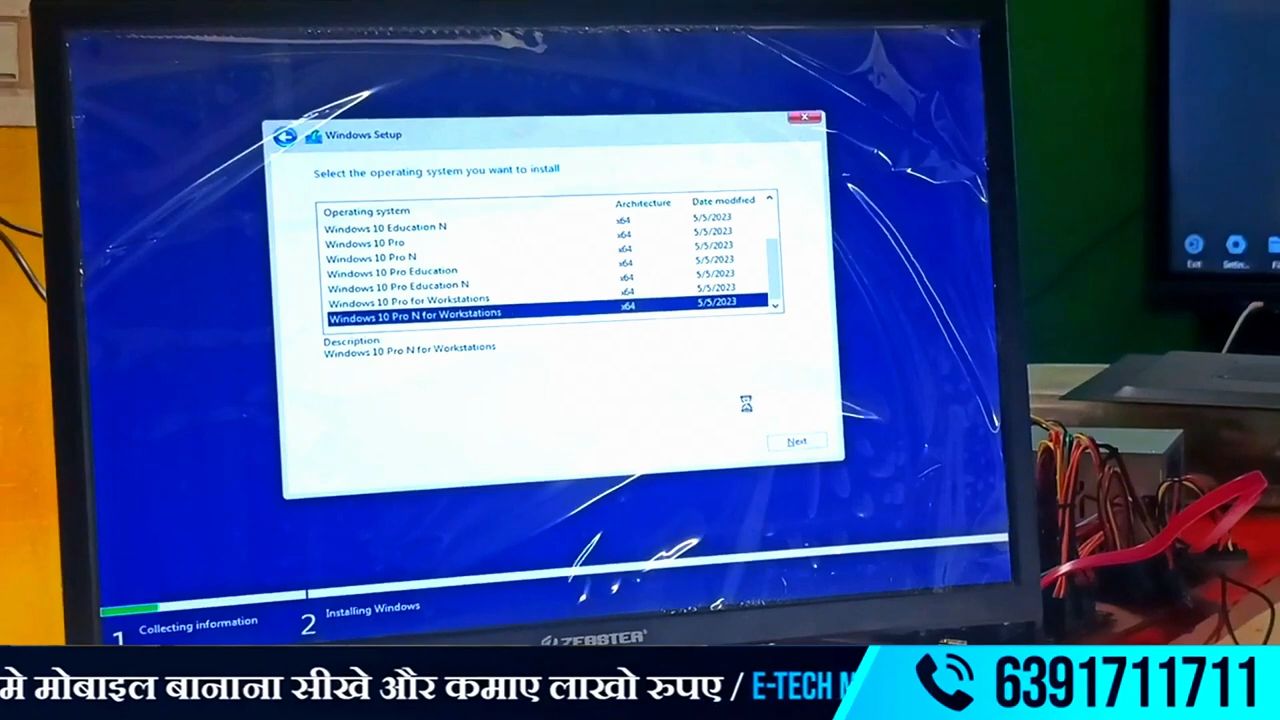 Windows Setup
Select the operating system you want to install
Operating system Architecture Date modified
Windows 10 Education N x64 5/5/2023
Windows 10 Pro x64 5/5/2023
Windows 10 Pro N x64 5/5/2023
Windows 10 Pro Education x64 5/5/2023
Windows 10 Pro Education N x64 5/5/2023
Windows 10 Pro for Workstations x64 5/5/2023
Windows 10 Pro N for Workstations x64 5/5/2023
Description:
Windows 10 Pro N for Workstations
Next
1 Collecting information
2 Installing Windows
ZEBSTER
Exit
मे मोबाइल बानाना सीखे और कमाए लाखो रुपए / E-TECH
6391711711